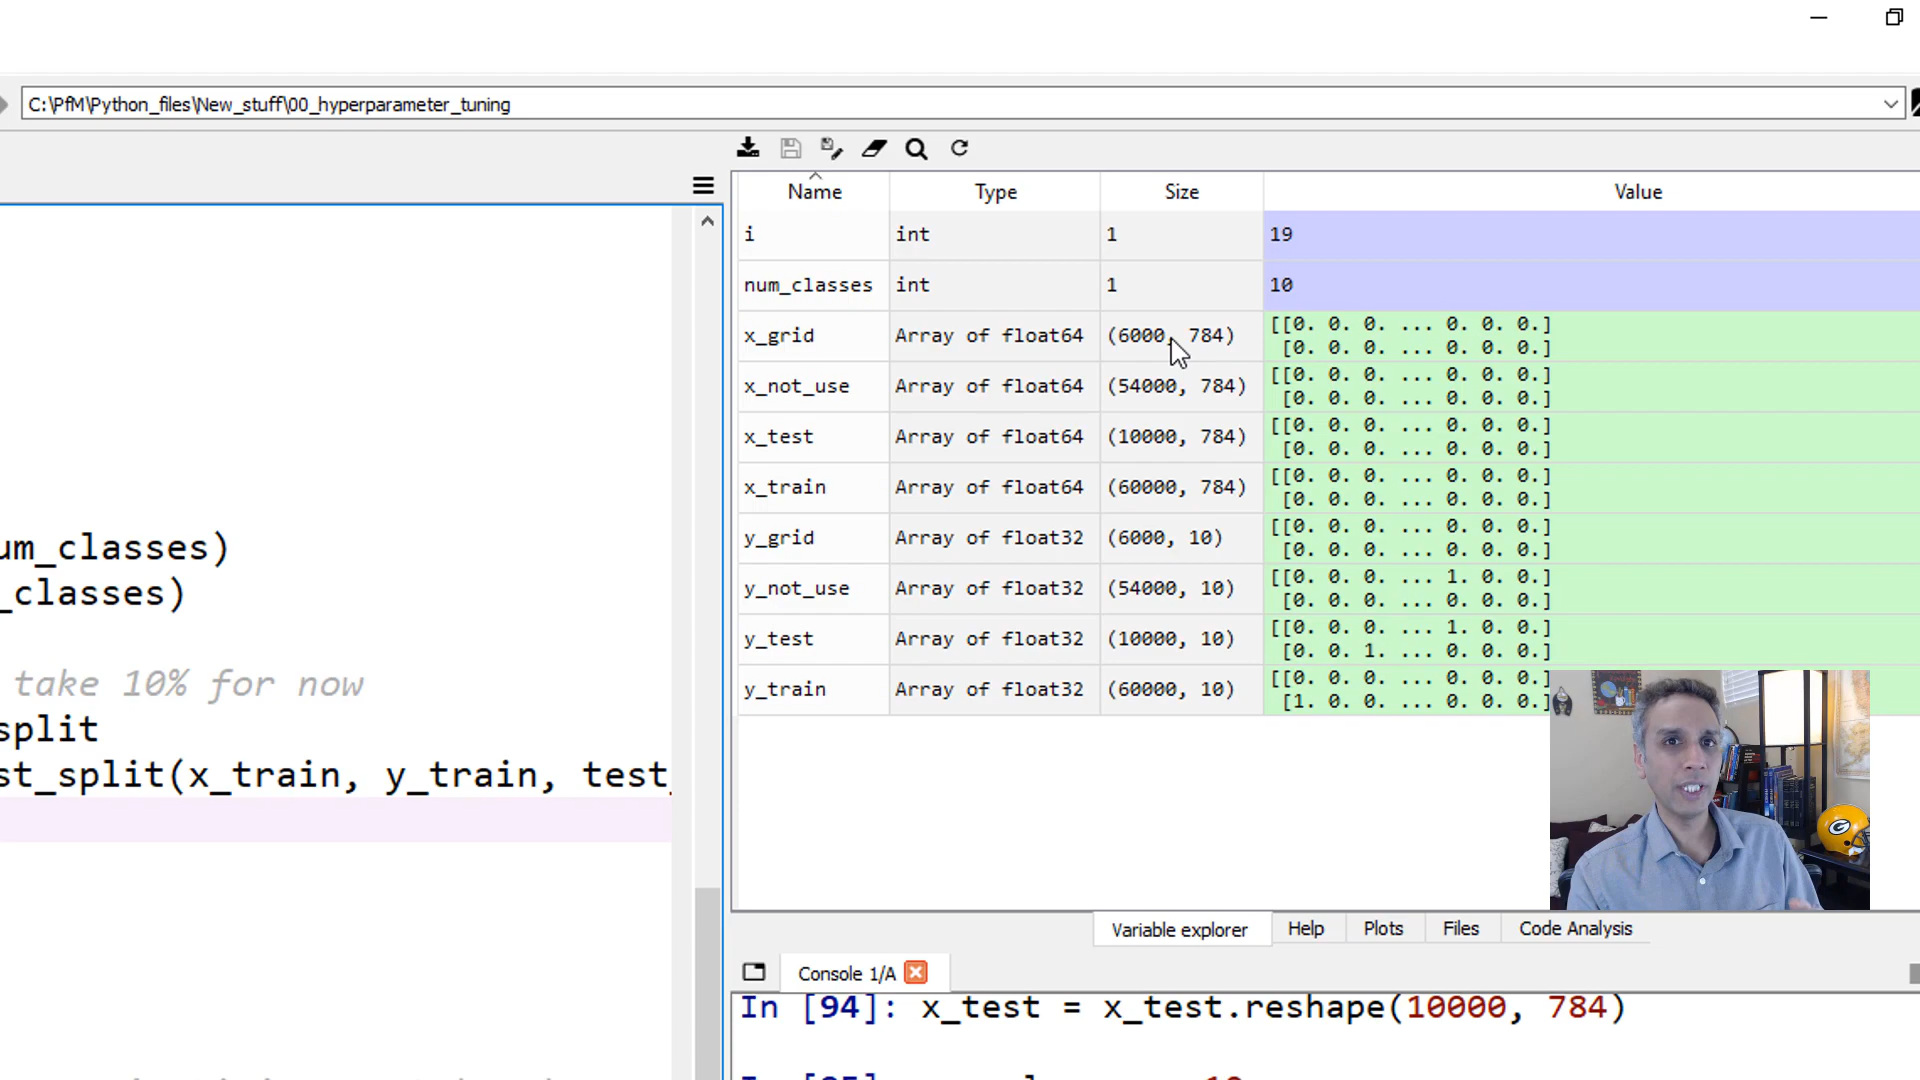 C:\PfM\Python_files\New_stuff\00_hyperparameter_tuning
Name Type Size Value
i int 1 19
num_classes int 1 10
x_grid Array of float64 (6000, 784) [[0. 0. 0. ... 0. 0. 0.]
[0. 0. 0. ... 0. 0. 0.]
x_not_use Array of float64 (54000, 784) [[0. 0. 0. ... 0. 0. 0.]
[0. 0. 0. ... 0. 0. 0.]
x_test Array of float64 (10000, 784) [[0. 0. 0. ... 0. 0. 0.]
[0. 0. 0. ... 0. 0. 0.]
x_train Array of float64 (60000, 784) [[0. 0. 0. ... 0. 0. 0.]
[0. 0. 0. ... 0. 0. 0.]
y_grid Array of float32 (6000, 10) [[0. 0. 0. ... 0. 0. 0.]
[0. 0. 0. ... 0. 0. 0.]
y_not_use Array of float32 (54000, 10) [[0. 0. 0. ... 1. 0. 0.]
[0. 0. 0. ... 0. 0. 0.]
y_test Array of float32 (10000, 10) [[0. 0. 0. ... 1. 0. 0.]
[0. 0. 1. ... 0. 0. 0.]
y_train Array of float32 (60000, 10) [[0. 0. 0. ... 0. 0. 0.]
[1. 0. 0. ... 0. 0. 0.]
um_classes)
_classes)
take 10% for now
split
st_split(x_train, y_train, test_
Variable explorer Help Plots Files Code Analysis
Console 1/A
In [94]: x_test = x_test.reshape(10000, 784)